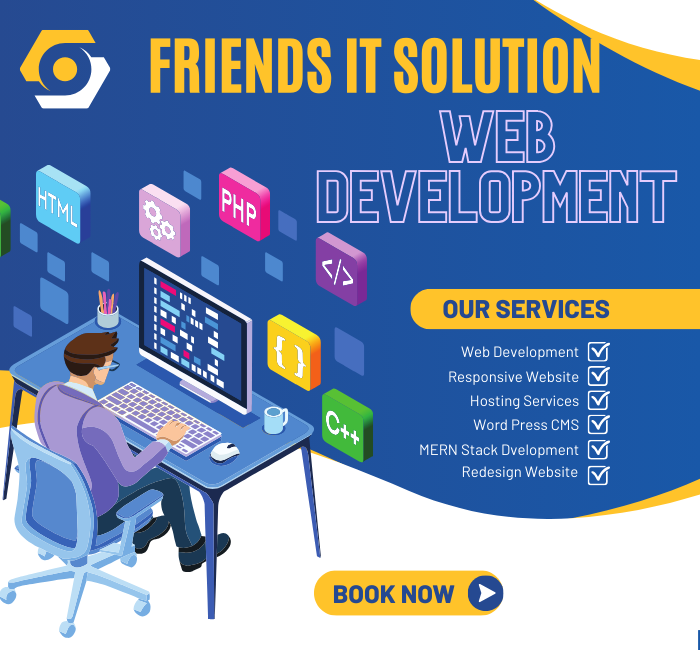 FRIENDS IT SOLUTION
WEB
DEVELOPMENT
HTML
PHP
</>
{ }
C++
OUR SERVICES
Web Development
Responsive Website
Hosting Services
Word Press CMS
MERN Stack Dvelopment
Redesign Website
BOOK NOW